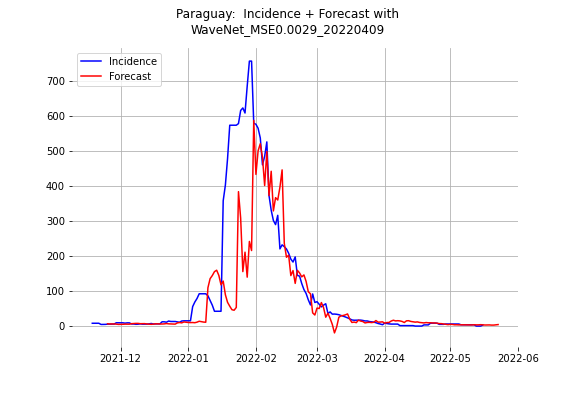 Paraguay:  Incidence + Forecast with
WaveNet_MSE0.0029_20220409
Incidence
Forecast
700
600
500
400
300
200
100
0
2021-12 2022-01 2022-02 2022-03 2022-04 2022-05 2022-06